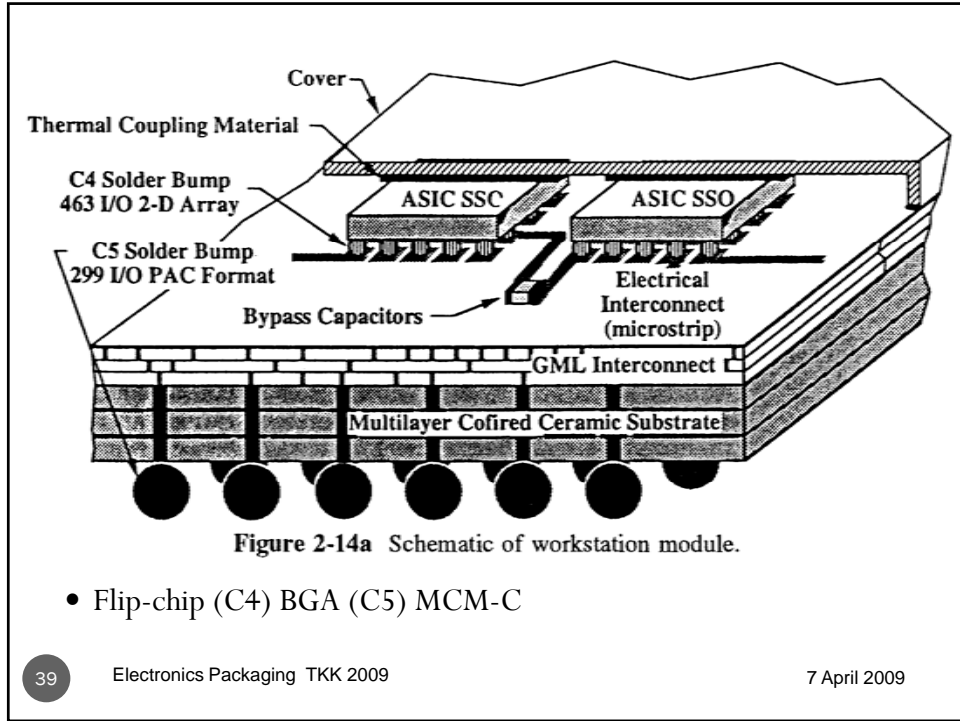 Cover
Thermal Coupling Material
C4 Solder Bump
463 I/O 2-D Array
C5 Solder Bump
299 I/O PAC Format
ASIC SSC
ASIC SSO
Bypass Capacitors
Electrical
Interconnect
(microstrip)
GML Interconnect
Multilayer Cofired Ceramic Substrate
Figure 2-14a Schematic of workstation module.
• Flip-chip (C4) BGA (C5) MCM-C
39
Electronics Packaging TKK 2009
7 April 2009